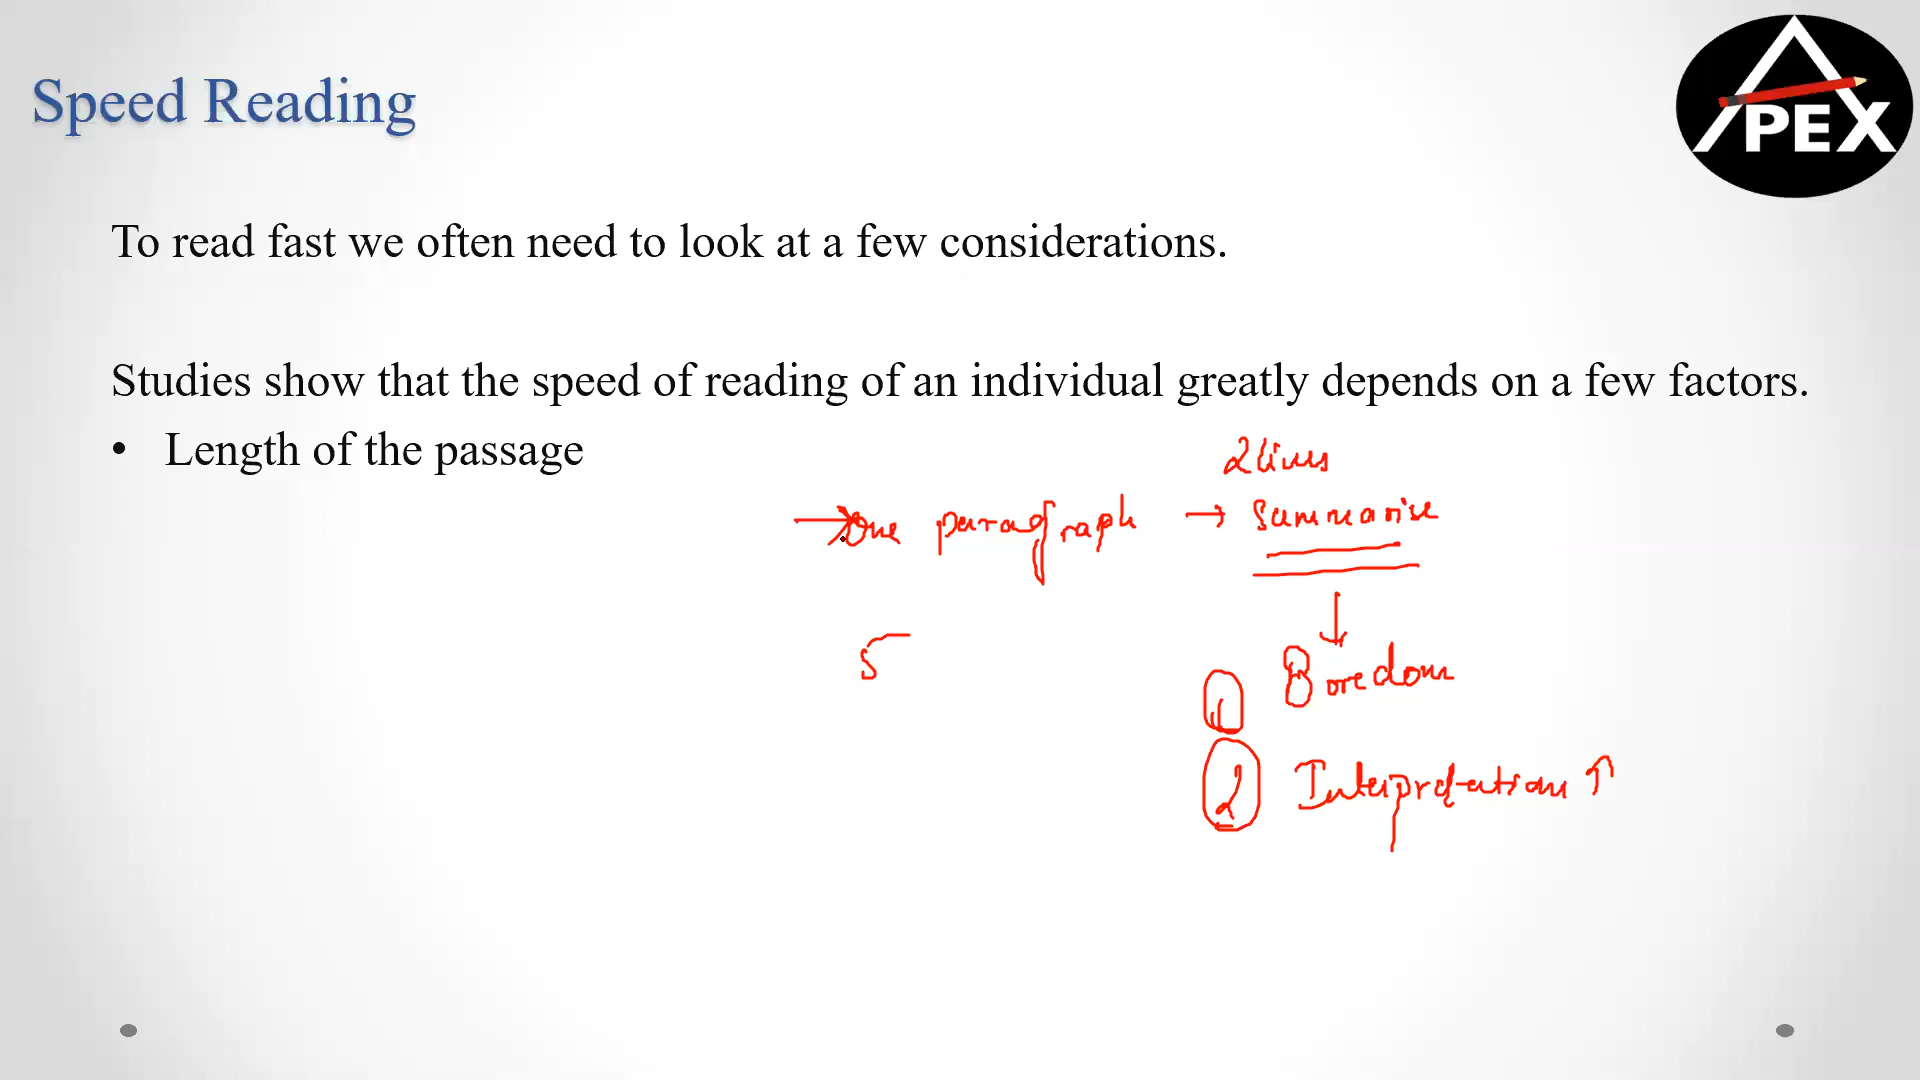 Speed Reading
APEX
To read fast we often need to look at a few considerations.
Studies show that the speed of reading of an individual greatly depends on a few factors.
• Length of the passage
2 lines
→ One paragraph → Summarise
↓
5
1 Boredom
2 Interpretation ↑